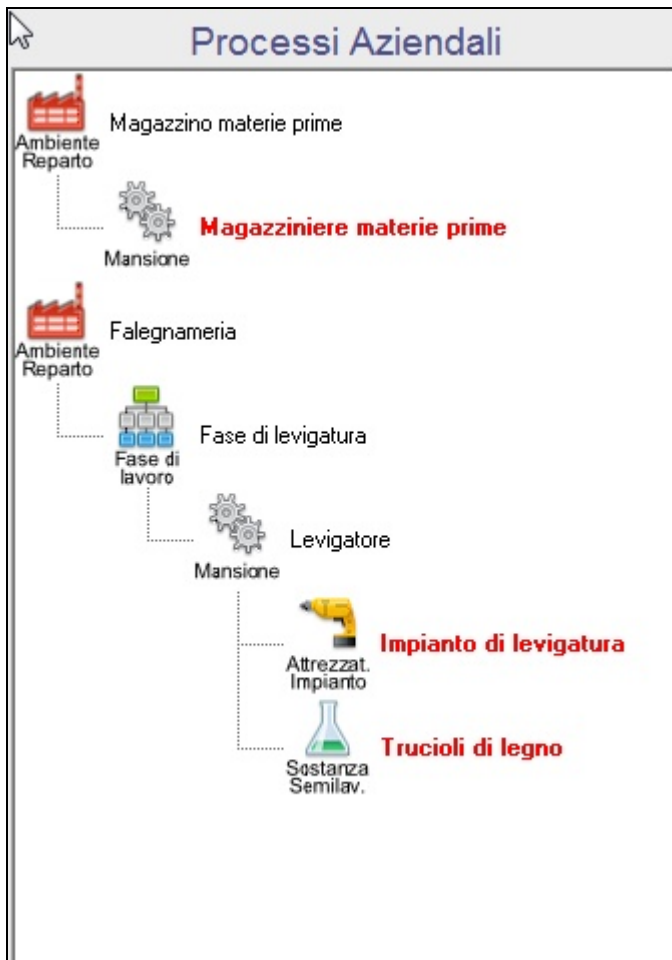 Processi Aziendali
Ambiente
Reparto
Magazzino materie prime
Mansione
Magazziniere materie prime
Ambiente
Reparto
Falegnameria
Fase di
lavoro
Fase di levigatura
Mansione
Levigatore
Attrezzat.
Impianto
Impianto di levigatura
Sostanza
Semilav.
Trucioli di legno